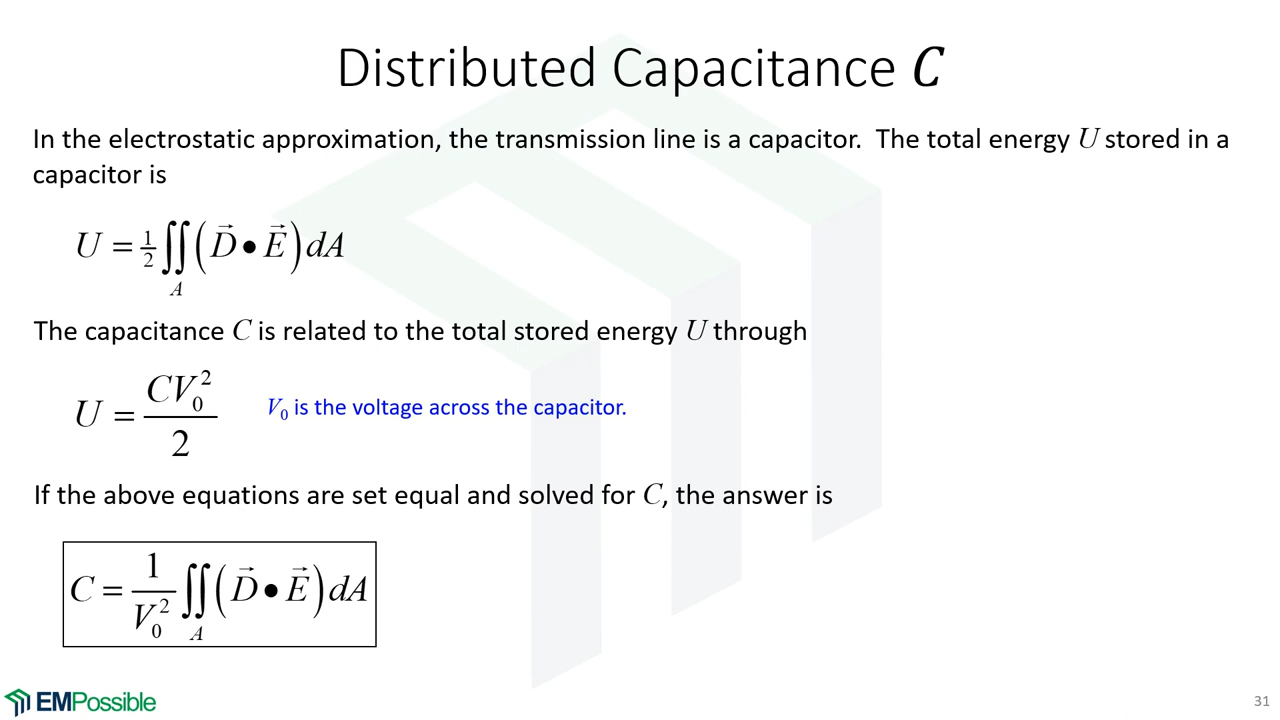 Distributed Capacitance 𝑪
In the electrostatic approximation, the transmission line is a capacitor. The total energy U stored in a
capacitor is
U = ½ ∬_A (D⃗ • E⃗) dA
The capacitance C is related to the total stored energy U through
U = CV₀² / 2
V₀ is the voltage across the capacitor.
If the above equations are set equal and solved for C, the answer is
C = 1/V₀² ∬_A (D⃗ • E⃗) dA
EMPossible
31